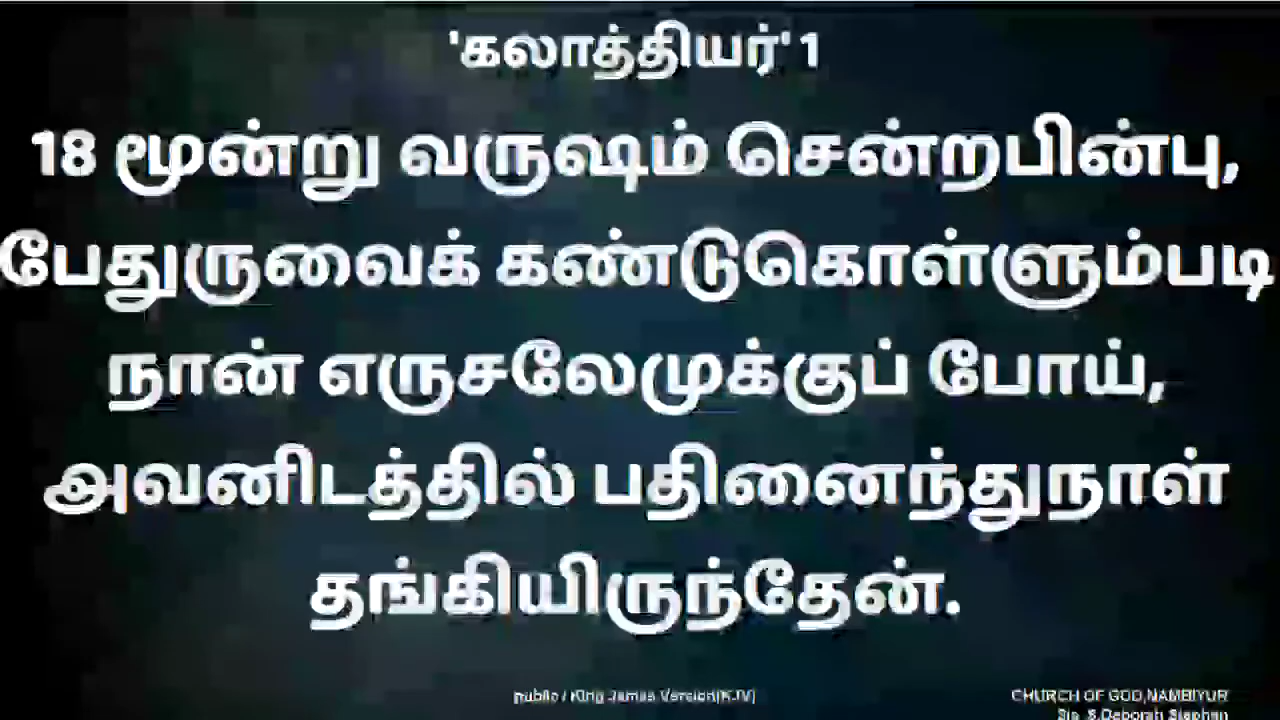 'கலாத்தியர்' 1
18 மூன்று வருஷம் சென்றபின்பு,
பேதுருவைக் கண்டுகொள்ளும்படி
நான் எருசலேமுக்குப் போய்,
அவனிடத்தில் பதினைந்துநாள்
தங்கியிருந்தேன்.
public / King James Version(KJV)
CHURCH OF GOD,NAMBIYUR
Sis. S.Deborah Stephen